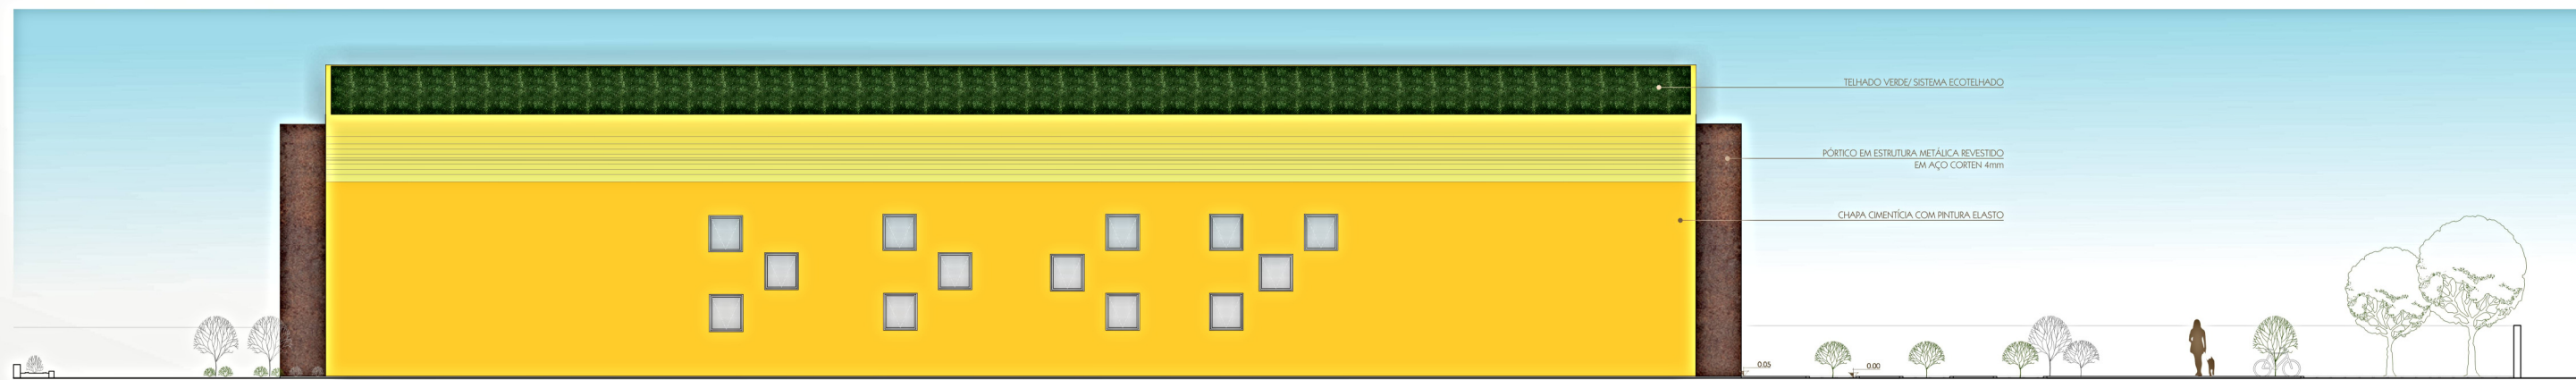 TELHADO VERDE/ SISTEMA ECOTELHADO
PÓRTICO EM ESTRUTURA METÁLICA REVESTIDO
EM AÇO CORTEN 4mm
CHAPA CIMENTÍCIA COM PINTURA ELASTO
0.05
0.00